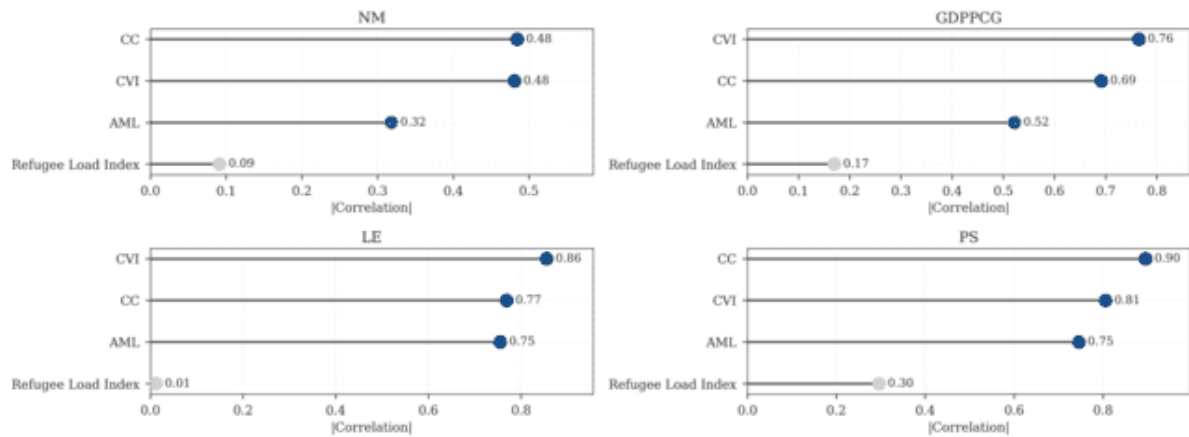 NM
CC 0.48
CVI 0.48
AML 0.32
Refugee Load Index 0.09
0.0 0.1 0.2 0.3 0.4 0.5
|Correlation|
GDPPCG
CVI 0.76
CC 0.69
AML 0.52
Refugee Load Index 0.17
0.0 0.1 0.2 0.3 0.4 0.5 0.6 0.7 0.8
|Correlation|
LE
CVI 0.86
CC 0.77
AML 0.75
Refugee Load Index 0.01
0.0 0.2 0.4 0.6 0.8
|Correlation|
PS
CC 0.90
CVI 0.81
AML 0.75
Refugee Load Index 0.30
0.0 0.2 0.4 0.6 0.8
|Correlation|